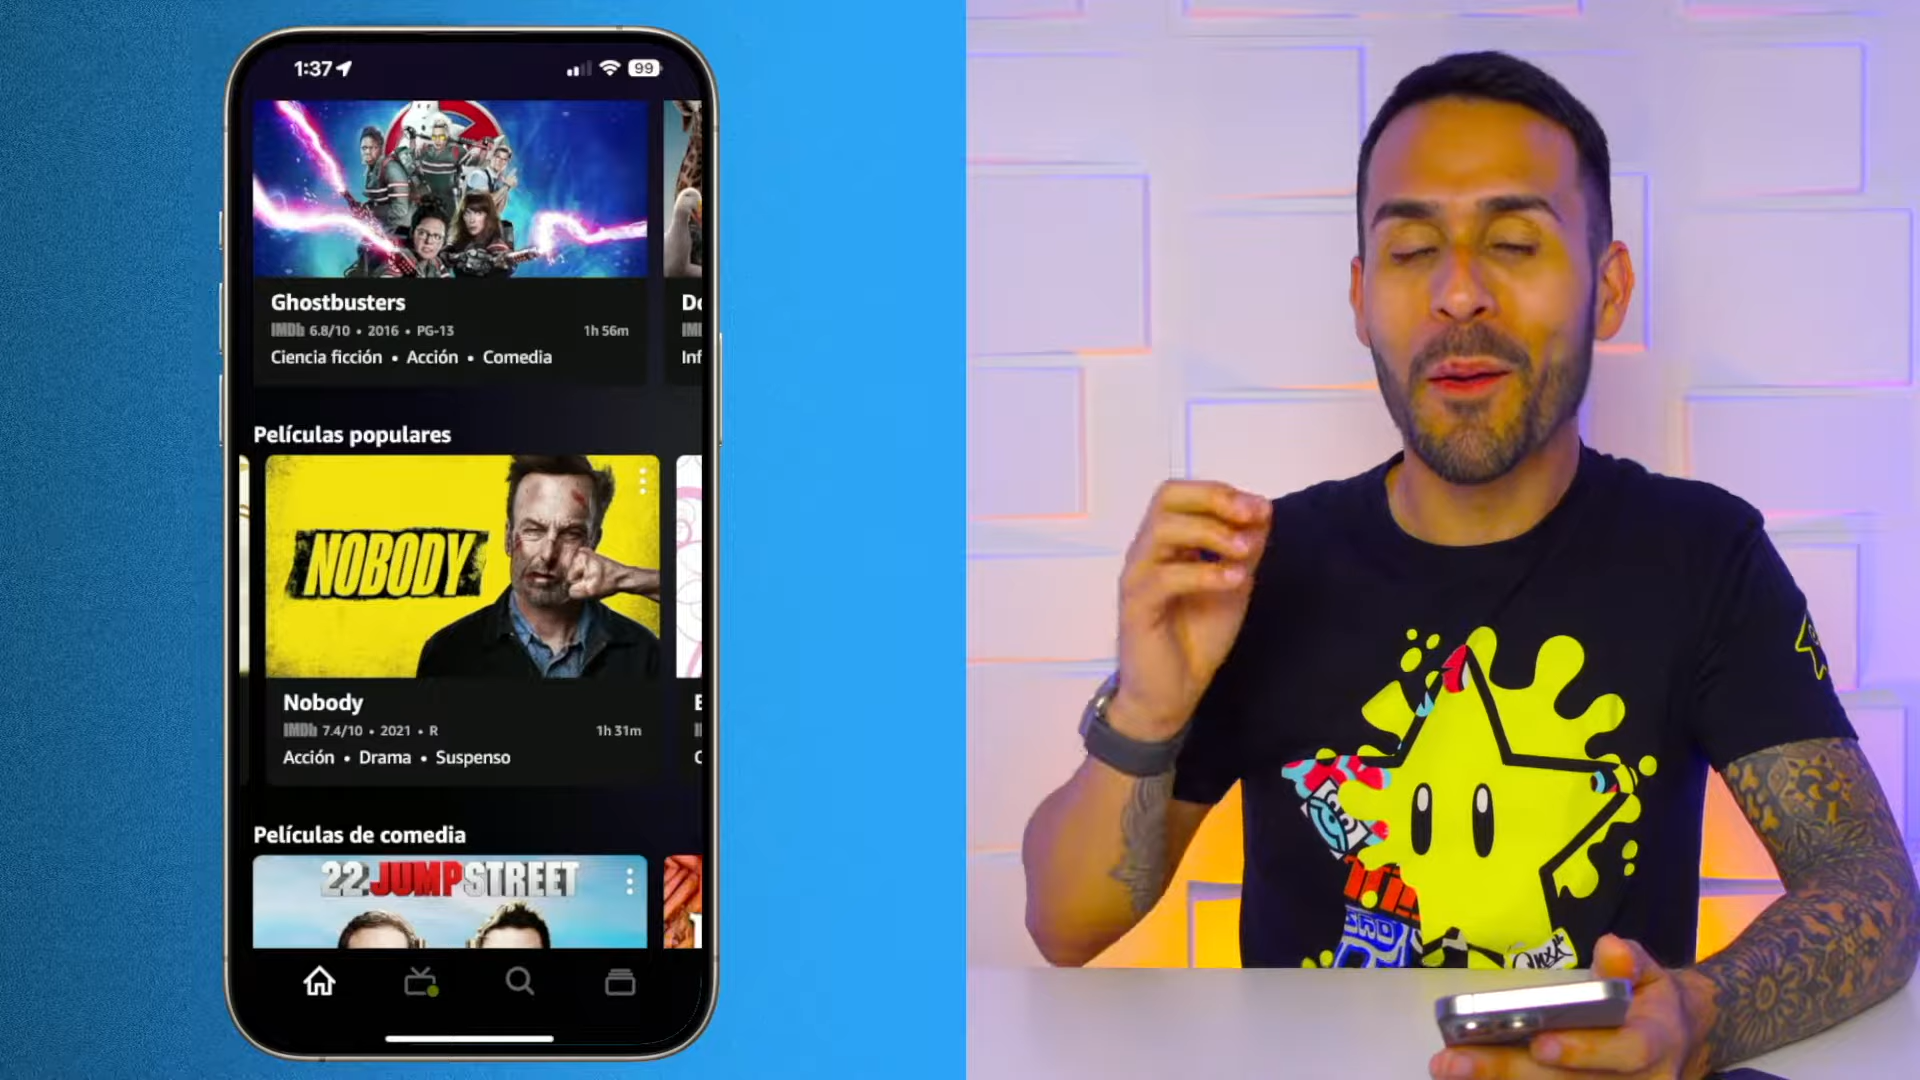 1:37
99
Ghostbusters
IMDb 6.8/10 • 2016 • PG-13
1h 56m
Ciencia ficción • Acción • Comedia
Películas populares
NOBODY
Nobody
IMDb 7.4/10 • 2021 • R
1h 31m
Acción • Drama • Suspenso
Películas de comedia
22 JUMP STREET